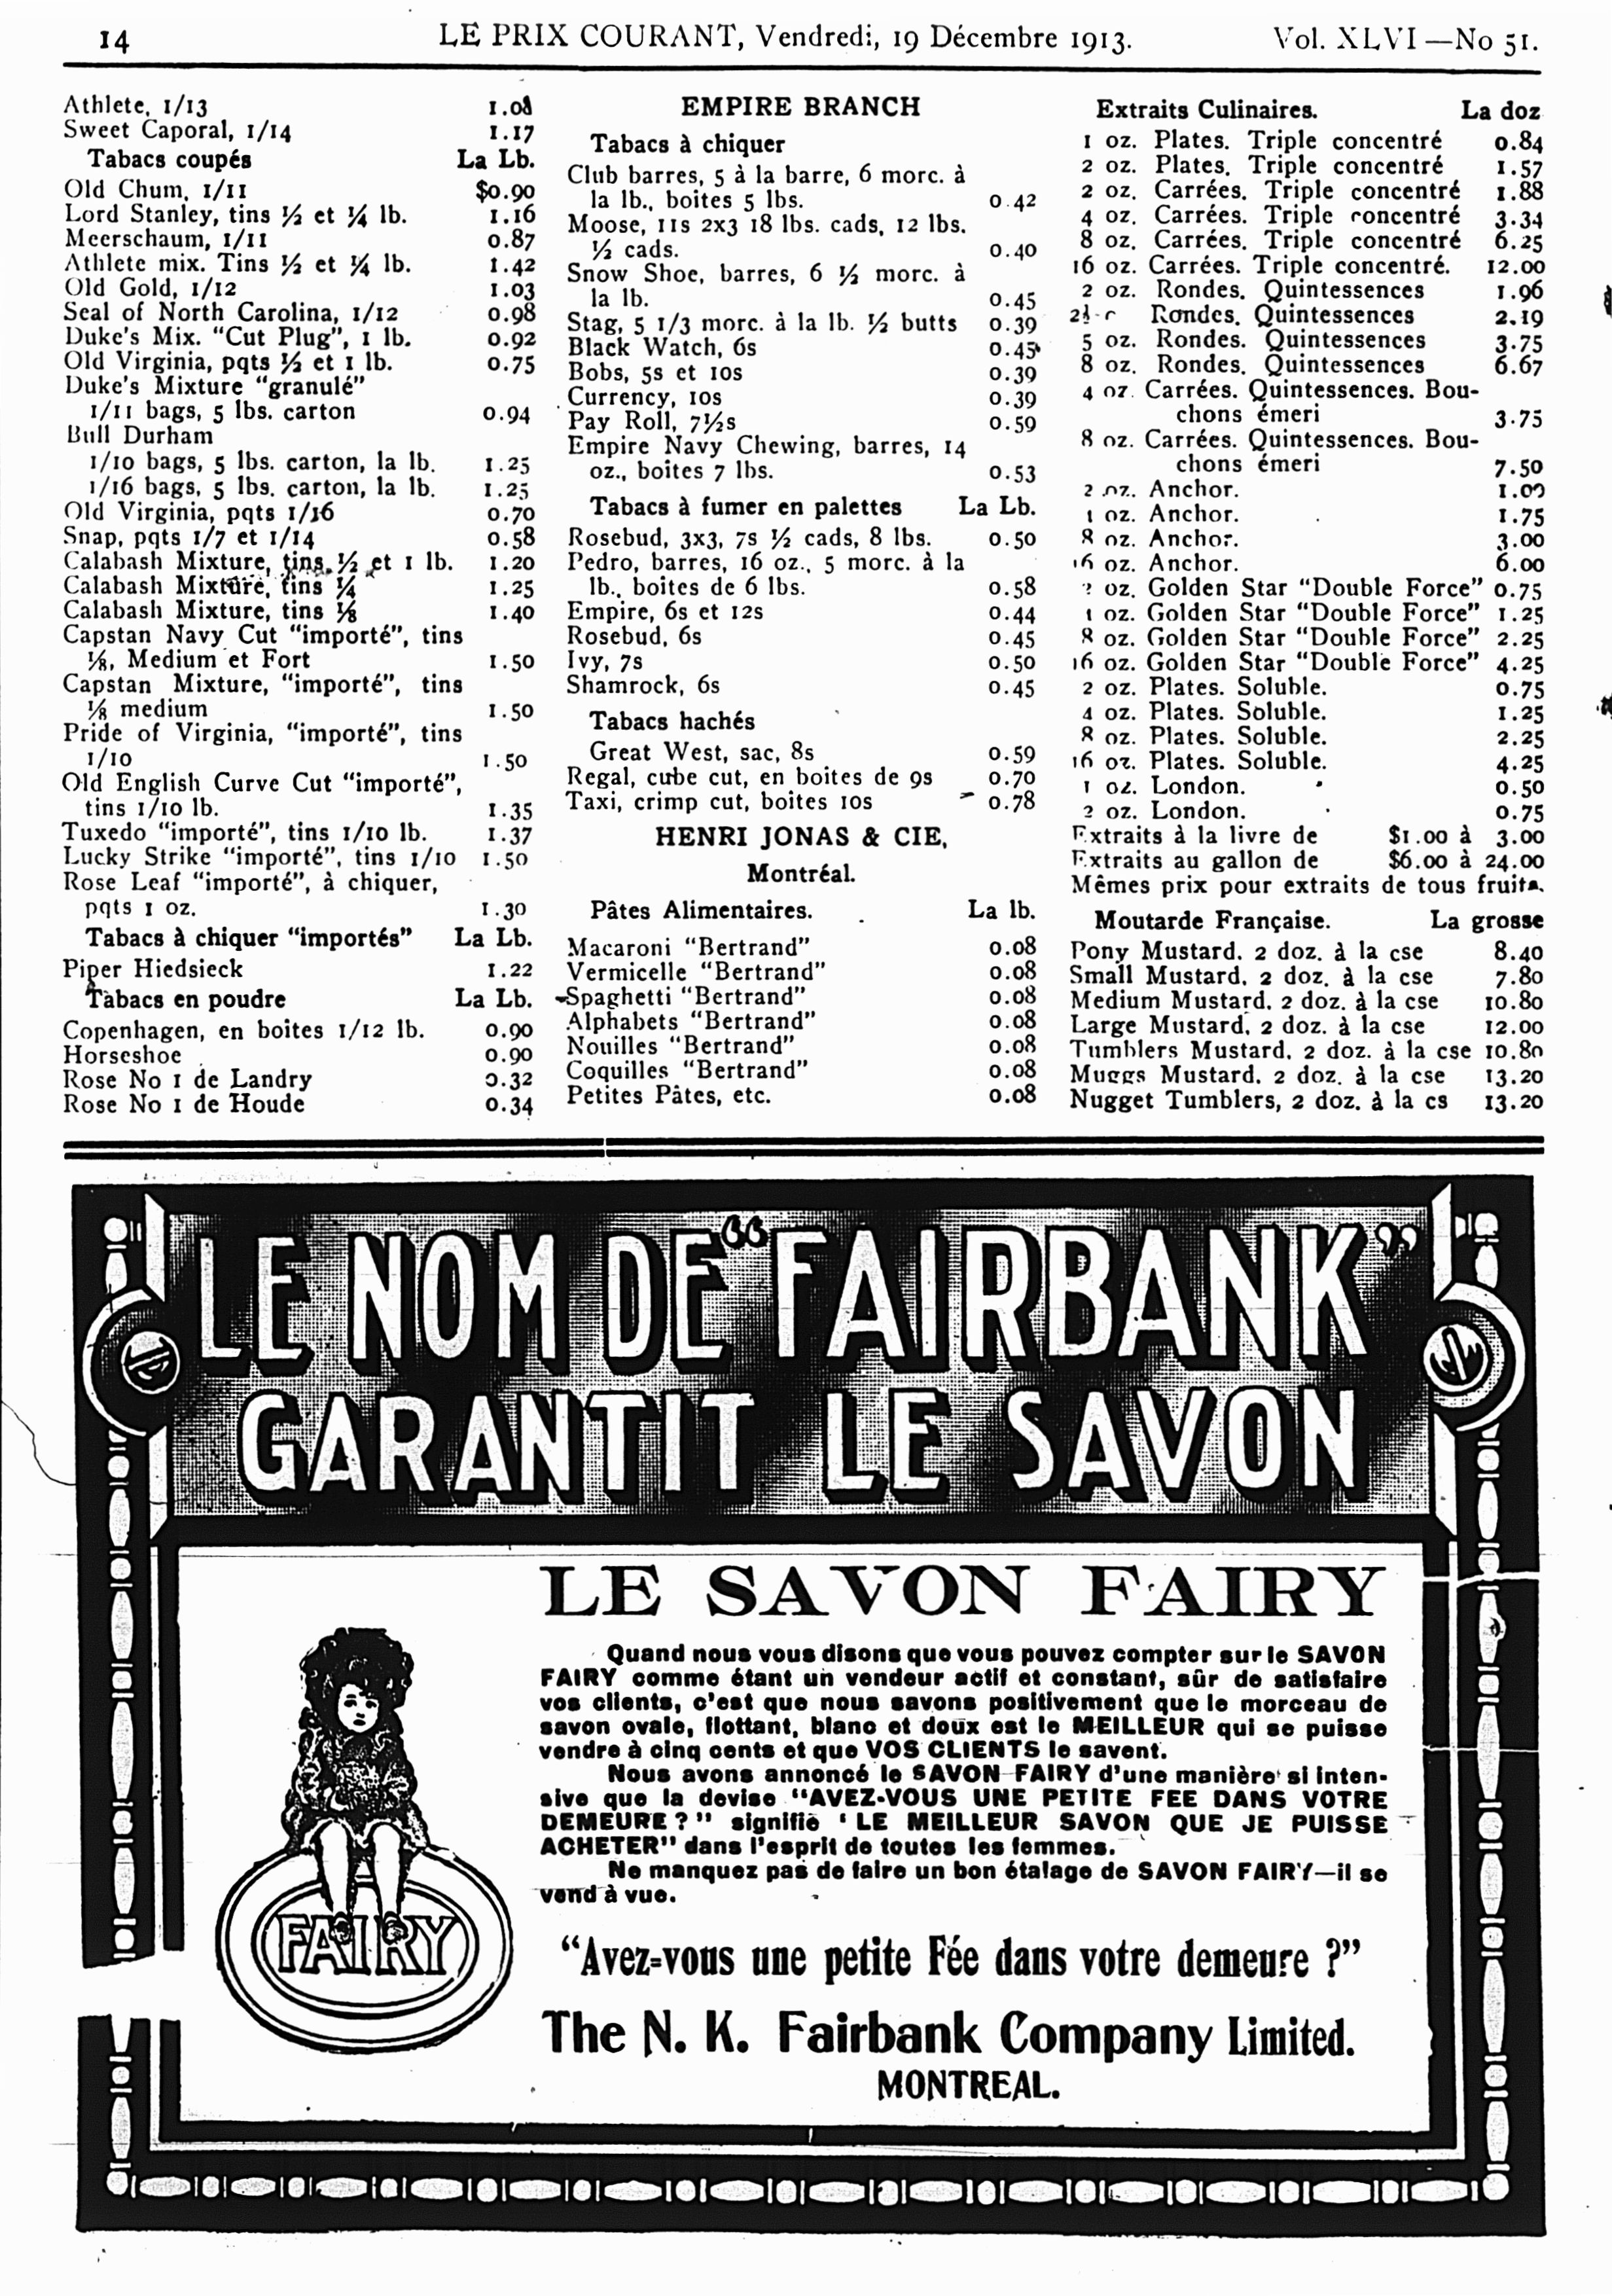 14
LE PRIX COURANT, Vendredi, 19 Décembre 1913.
Vol. XLVI—No 51.
Athlete, 1/13 1.08
Sweet Caporal, 1/14 1.17
Tabacs coupés La Lb.
Old Chum, 1/11 $0.90
Lord Stanley, tins ½ et ¼ lb. 1.16
Meerschaum, 1/11 0.87
Athlete mix. Tins ½ et ¼ lb. 1.42
Old Gold, 1/12 1.03
Seal of North Carolina, 1/12 0.98
Duke's Mix. "Cut Plug", 1 lb. 0.92
Old Virginia, pqts ½ et 1 lb. 0.75
Duke's Mixture "granulé"
1/11 bags, 5 lbs. carton 0.94
Bull Durham
1/10 bags, 5 lbs. carton, la lb. 1.25
1/16 bags, 5 lbs. carton, la lb. 1.25
Old Virginia, pqts 1/16 0.70
Snap, pqts 1/7 et 1/14 0.58
Calabash Mixture, tins ½ et 1 lb. 1.20
Calabash Mixture, tins ¼ 1.25
Calabash Mixture, tins ⅛ 1.40
Capstan Navy Cut "importé", tins
⅛, Medium et Fort 1.50
Capstan Mixture, "importé", tins
⅛ medium 1.50
Pride of Virginia, "importé", tins
1/10 1.50
Old English Curve Cut "importé",
tins 1/10 lb. 1.35
Tuxedo "importé", tins 1/10 lb. 1.37
Lucky Strike "importé", tins 1/10 1.50
Rose Leaf "importé", à chiquer,
pqts 1 oz. 1.30
Tabacs à chiquer "importés" La Lb.
Piper Hiedsieck 1.22
Tabacs en poudre La Lb.
Copenhagen, en boites 1/12 lb. 0.90
Horseshoe 0.90
Rose No 1 de Landry 0.32
Rose No 1 de Houde 0.34
EMPIRE BRANCH
Tabacs à chiquer
Club barres, 5 à la barre, 6 morc. à
la lb., boites 5 lbs. 0.42
Moose, 11s 2x3 18 lbs. cads, 12 lbs.
½ cads. 0.40
Snow Shoe, barres, 6 ½ morc. à
la lb. 0.45
Stag, 5 1/3 morc. à la lb. ½ butts 0.39
Black Watch, 6s 0.45
Bobs, 5s et 10s 0.39
Currency, 10s 0.39
Pay Roll, 7½s 0.59
Empire Navy Chewing, barres, 14
oz., boites 7 lbs. 0.53
Tabacs à fumer en palettes La Lb.
Rosebud, 3x3, 7s ½ cads, 8 lbs. 0.50
Pedro, barres, 16 oz., 5 morc. à la
lb., boites de 6 lbs. 0.58
Empire, 6s et 12s 0.44
Rosebud, 6s 0.45
Ivy, 7s 0.50
Shamrock, 6s 0.45
Tabacs hachés
Great West, sac, 8s 0.59
Regal, cube cut, en boites de 9s 0.70
Taxi, crimp cut, boites 10s 0.78
HENRI JONAS & CIE,
Montréal.
Pâtes Alimentaires. La lb.
Macaroni "Bertrand" 0.08
Vermicelle "Bertrand" 0.08
Spaghetti "Bertrand" 0.08
Alphabets "Bertrand" 0.08
Nouilles "Bertrand" 0.08
Coquilles "Bertrand" 0.08
Petites Pâtes, etc. 0.08
Extraits Culinaires. La doz
1 oz. Plates. Triple concentré 0.84
2 oz. Plates. Triple concentré 1.57
2 oz. Carrées. Triple concentré 1.88
4 oz. Carrées. Triple concentré 3.34
8 oz. Carrées. Triple concentré 6.25
16 oz. Carrées. Triple concentré. 12.00
2 oz. Rondes. Quintessences 1.96
2½ Rondes. Quintessences 2.19
5 oz. Rondes. Quintessences 3.75
8 oz. Rondes. Quintessences 6.67
4 oz. Carrées. Quintessences. Bou-
chons émeri 3.75
8 oz. Carrées. Quintessences. Bou-
chons émeri 7.50
2 oz. Anchor. 1.00
oz. Anchor. 1.75
8 oz. Anchor. 3.00
16 oz. Anchor. 6.00
oz. Golden Star "Double Force" 0.75
oz. Golden Star "Double Force" 1.25
8 oz. Golden Star "Double Force" 2.25
16 oz. Golden Star "Double Force" 4.25
2 oz. Plates. Soluble. 0.75
4 oz. Plates. Soluble. 1.25
8 oz. Plates. Soluble. 2.25
16 oz. Plates. Soluble. 4.25
1 oz. London. 0.50
2 oz. London. 0.75
Extraits à la livre de $1.00 à 3.00
Extraits au gallon de $6.00 à 24.00
Mêmes prix pour extraits de tous fruits.
Moutarde Française. La grosse
Pony Mustard, 2 doz. à la cse 8.40
Small Mustard, 2 doz. à la cse 7.80
Medium Mustard, 2 doz. à la cse 10.80
Large Mustard, 2 doz. à la cse 12.00
Tumblers Mustard, 2 doz. à la cse 10.80
Muggs Mustard, 2 doz. à la cse 13.20
Nugget Tumblers, 2 doz. à la cs 13.20
LE NOM DE "FAIRBANK"
GARANTIT LE SAVON
LE SAVON FAIRY
Quand nous vous disons que vous pouvez compter sur le SAVON
FAIRY comme étant un vendeur actif et constant, sûr de satisfaire
vos clients, c'est que nous savons positivement que le morceau de
savon ovale, flottant, blanc et doux est le MEILLEUR qui se puisse
vendre à cinq cents et que VOS CLIENTS le savent.
Nous avons annoncé le SAVON FAIRY d'une manière si inten-
sive que la devise "AVEZ-VOUS UNE PETITE FEE DANS VOTRE
DEMEURE ?" signifie 'LE MEILLEUR SAVON QUE JE PUISSE
ACHETER" dans l'esprit de toutes les femmes.
Ne manquez pas de faire un bon étalage de SAVON FAIRY—il se
vend à vue.
FAIRY
"Avez-vous une petite Fée dans votre demeure ?"
The N. K. Fairbank Company Limited.
MONTREAL.